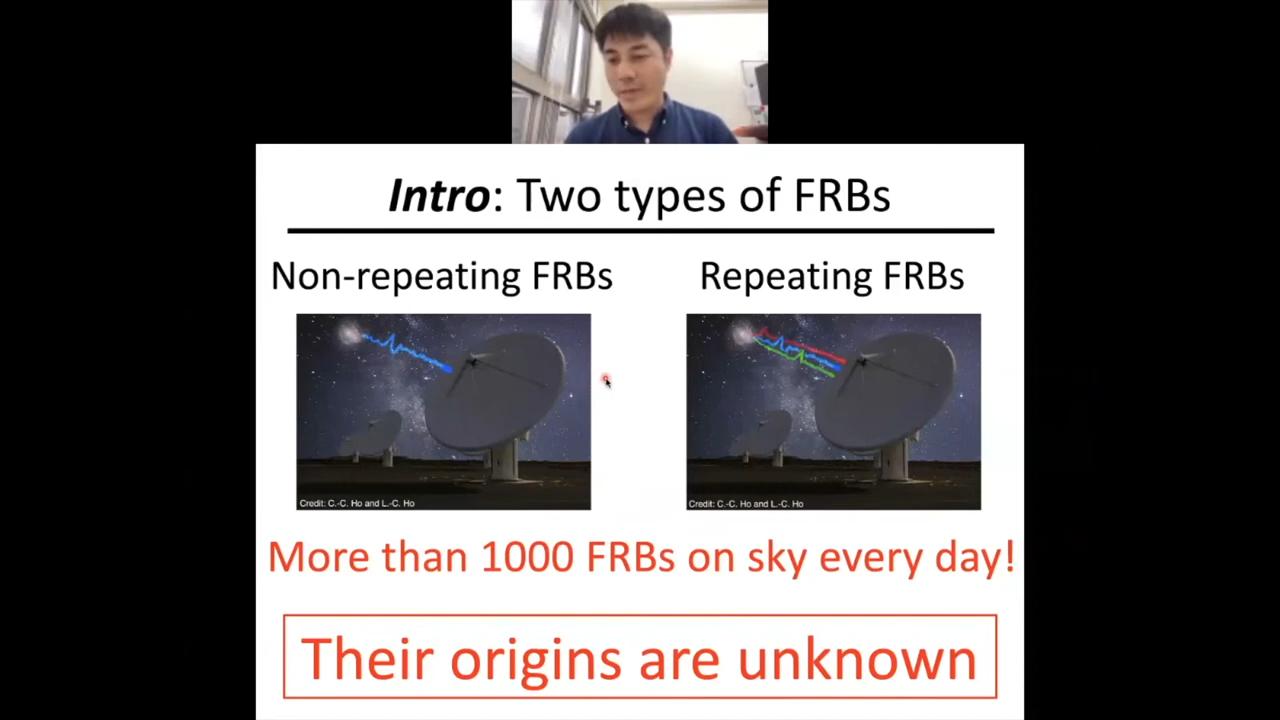 Intro: Two types of FRBs
Non-repeating FRBs
Repeating FRBs
Credit: C.-C. Ho and L.-C. Ho
Credit: C.-C. Ho and L.-C. Ho
More than 1000 FRBs on sky every day!
Their origins are unknown